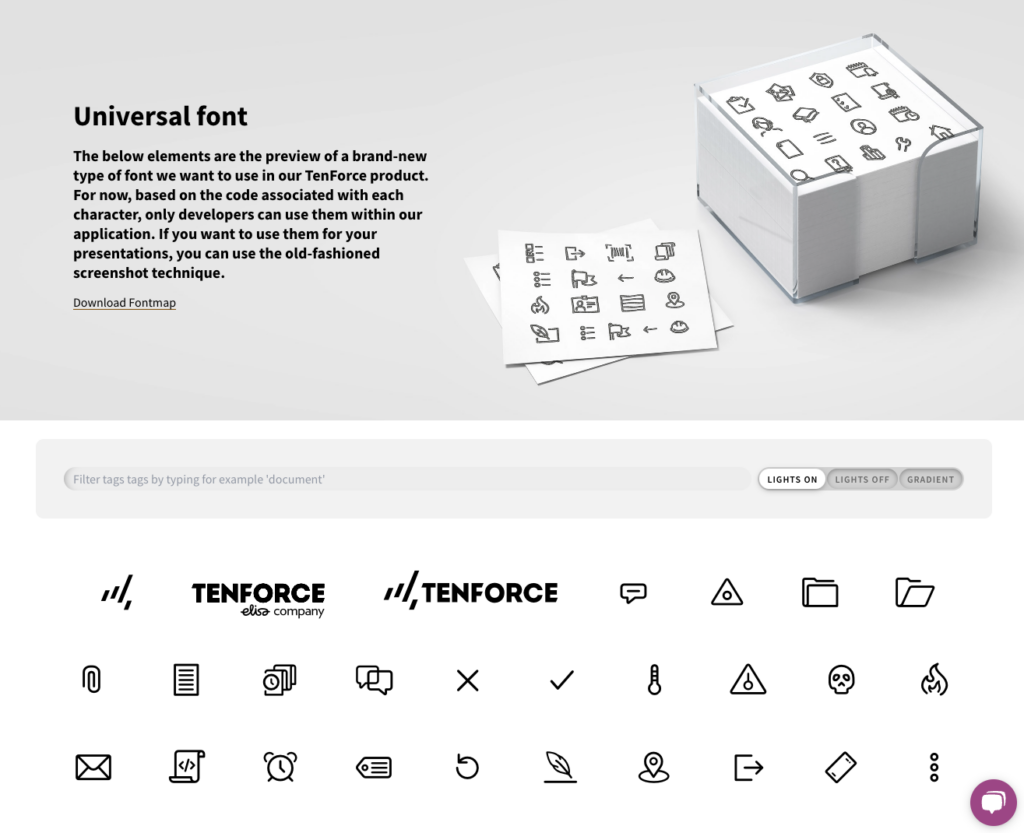 Universal font
The below elements are the preview of a brand-new
type of font we want to use in our TenForce product.
For now, based on the code associated with each
character, only developers can use them within our
application. If you want to use them for your
presentations, you can use the old-fashioned
screenshot technique.
Download Fontmap
Filter tags tags by typing for example 'document'
LIGHTS ON LIGHTS OFF GRADIENT
TENFORCE
elisa company
TENFORCE